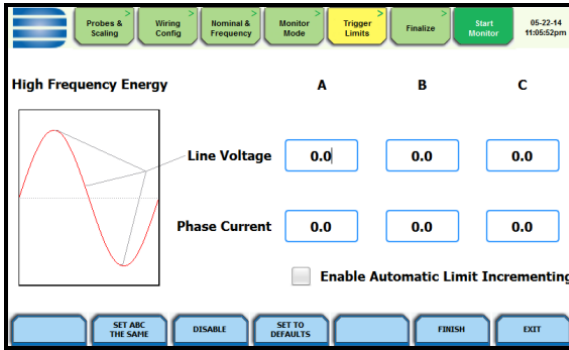 Probes &
Scaling
>
Wiring
Config
>
Nominal &
Frequency
>
Monitor
Mode
>
Trigger
Limits
>
Finalize
>
Start
Monitor
>
05-22-14
11:05:52pm
High Frequency Energy
A B C
Line Voltage 0.0 0.0 0.0
Phase Current 0.0 0.0 0.0
Enable Automatic Limit Incrementing
SET ABC
THE SAME
DISABLE
SET TO
DEFAULTS
FINISH
EXIT